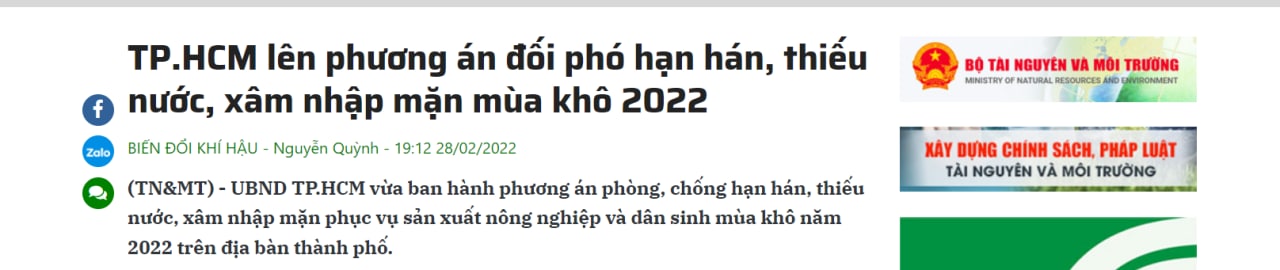 TP.HCM lên phương án đối phó hạn hán, thiếu
nước, xâm nhập mặn mùa khô 2022
BIẾN ĐỔI KHÍ HẬU - Nguyễn Quỳnh - 19:12 28/02/2022
(TN&MT) - UBND TP.HCM vừa ban hành phương án phòng, chống hạn hán, thiếu
nước, xâm nhập mặn phục vụ sản xuất nông nghiệp và dân sinh mùa khô năm
2022 trên địa bàn thành phố.
Zalo
BỘ TÀI NGUYÊN VÀ MÔI TRƯỜNG
MINISTRY OF NATURAL RESOURCES AND ENVIRONMENT
XÂY DỰNG CHÍNH SÁCH, PHÁP LUẬT
TÀI NGUYÊN VÀ MÔI TRƯỜNG